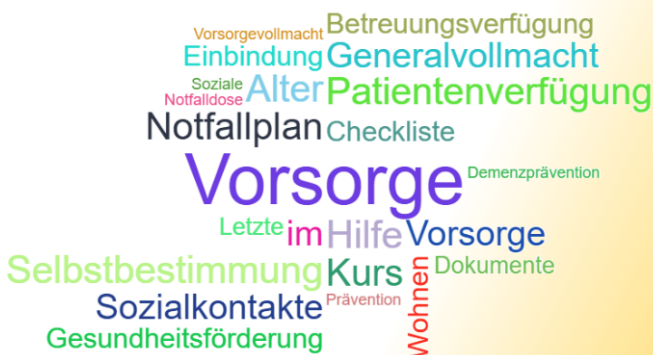 Vorsorgevollmacht Betreuungsverfügung
Einbindung Generalvollmacht
Soziale
Notfalldose Alter Patientenverfügung
Notfallplan Checkliste
Vorsorge Demenzprävention
Letzte im Hilfe Vorsorge
Selbstbestimmung Kurs Dokumente
Sozialkontakte Prävention
Wohnen
Gesundheitsförderung